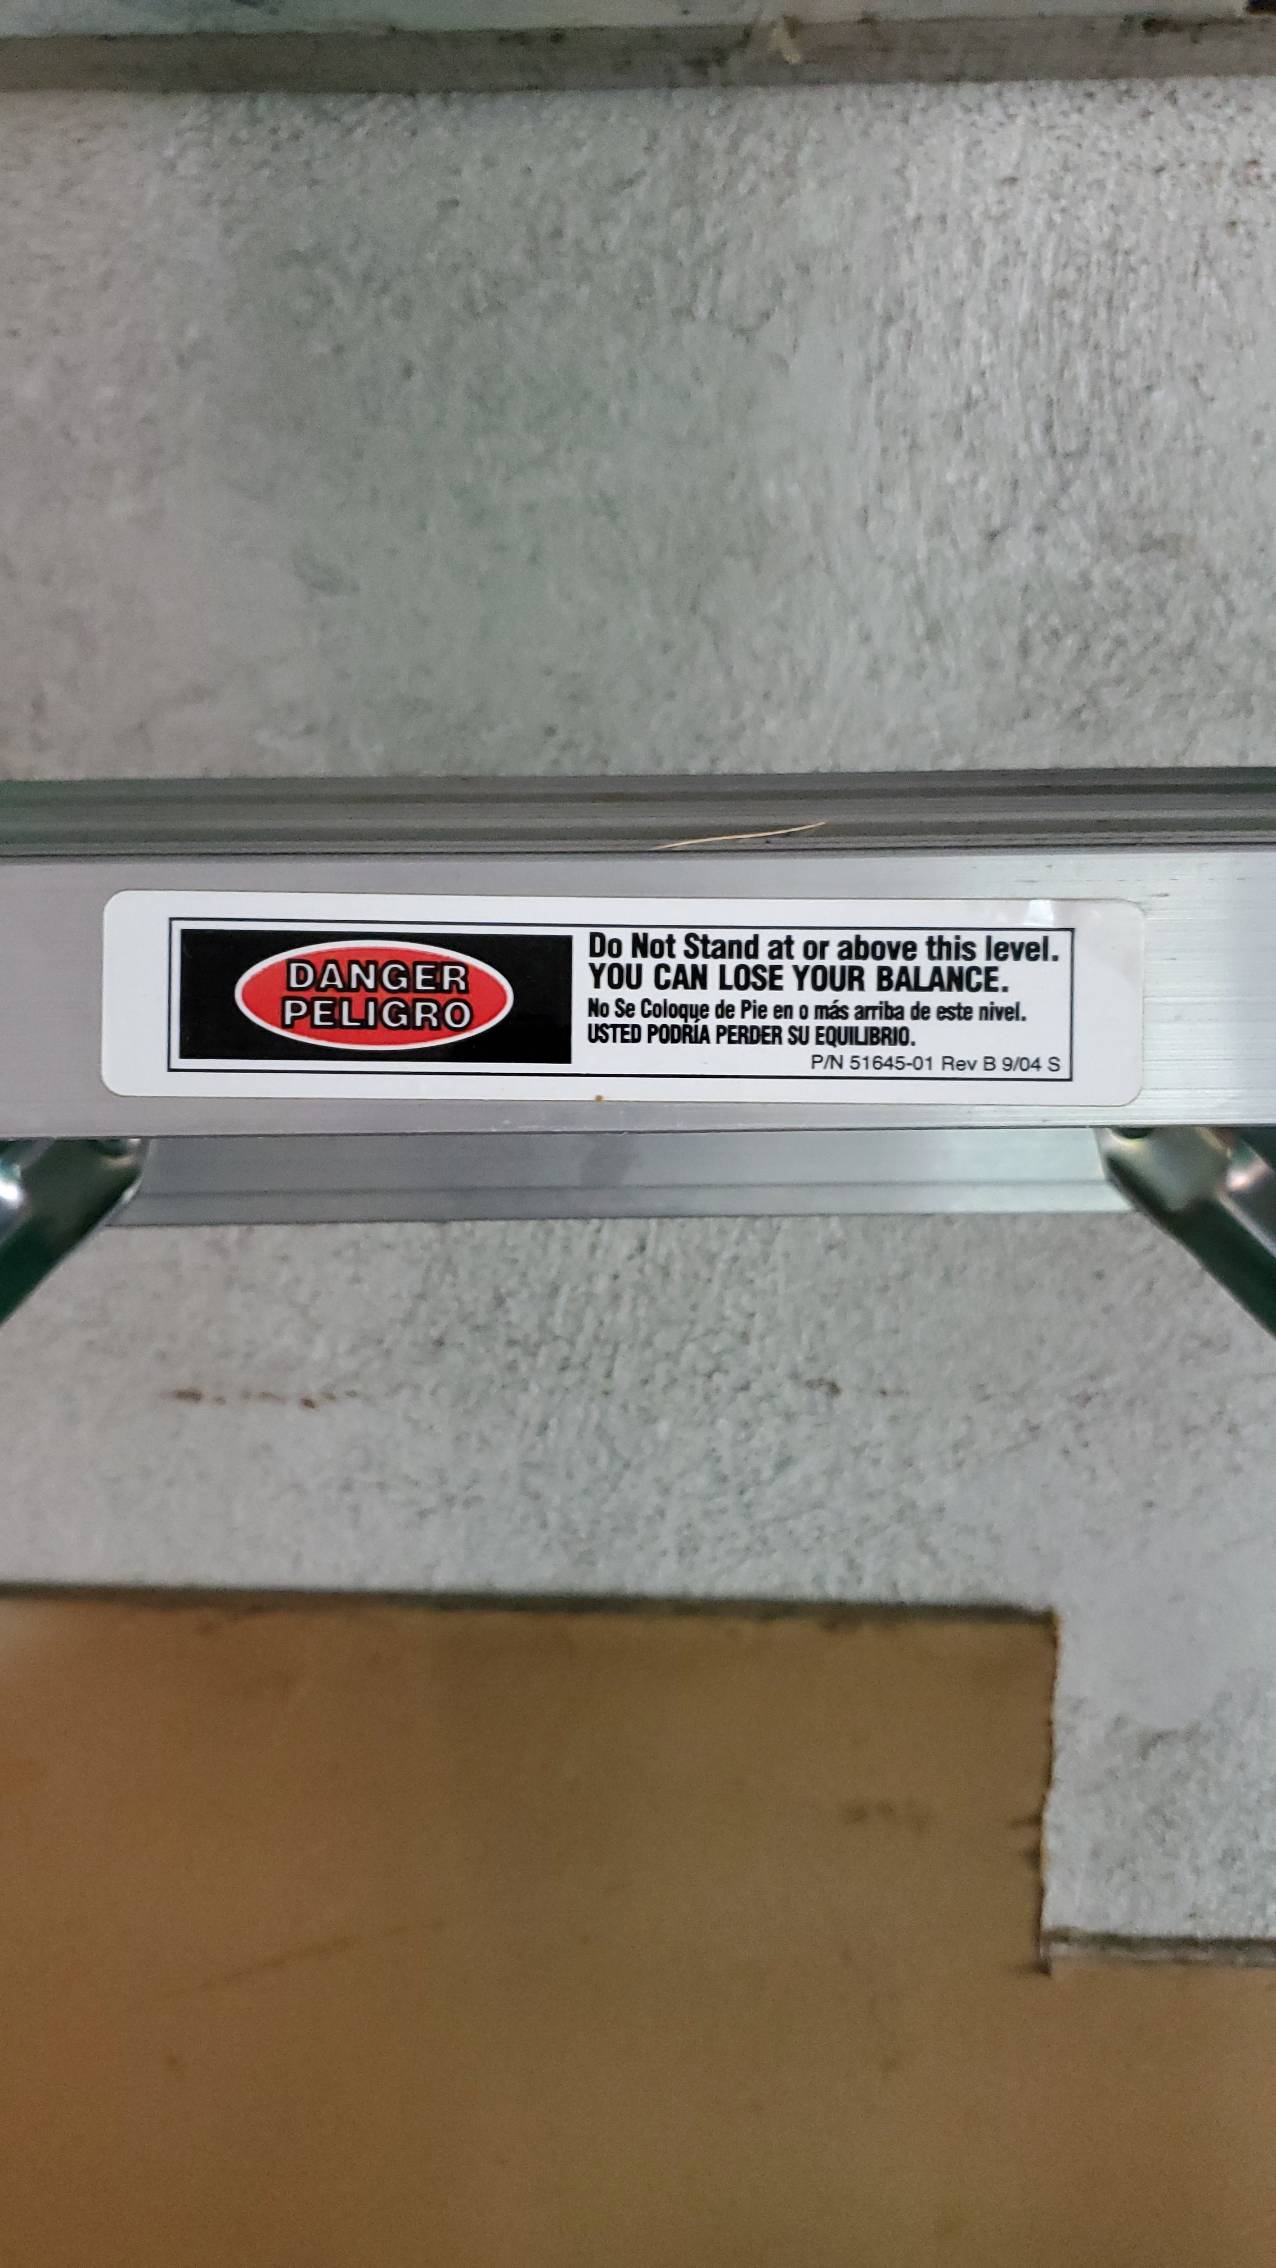 DANGER
PELIGRO
Do Not Stand at or above this level.
YOU CAN LOSE YOUR BALANCE.
No Se Coloque de Pie en o más arriba de este nivel.
USTED PODRÍA PERDER SU EQUILIBRIO.
P/N 51645-01 Rev B 9/04 S